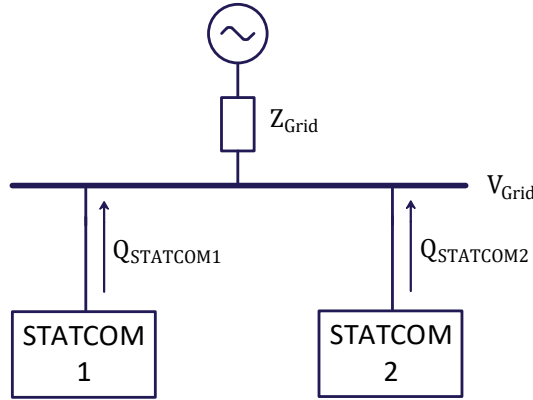 Z_Grid
V_Grid
Q_STATCOM1
Q_STATCOM2
STATCOM
1
STATCOM
2